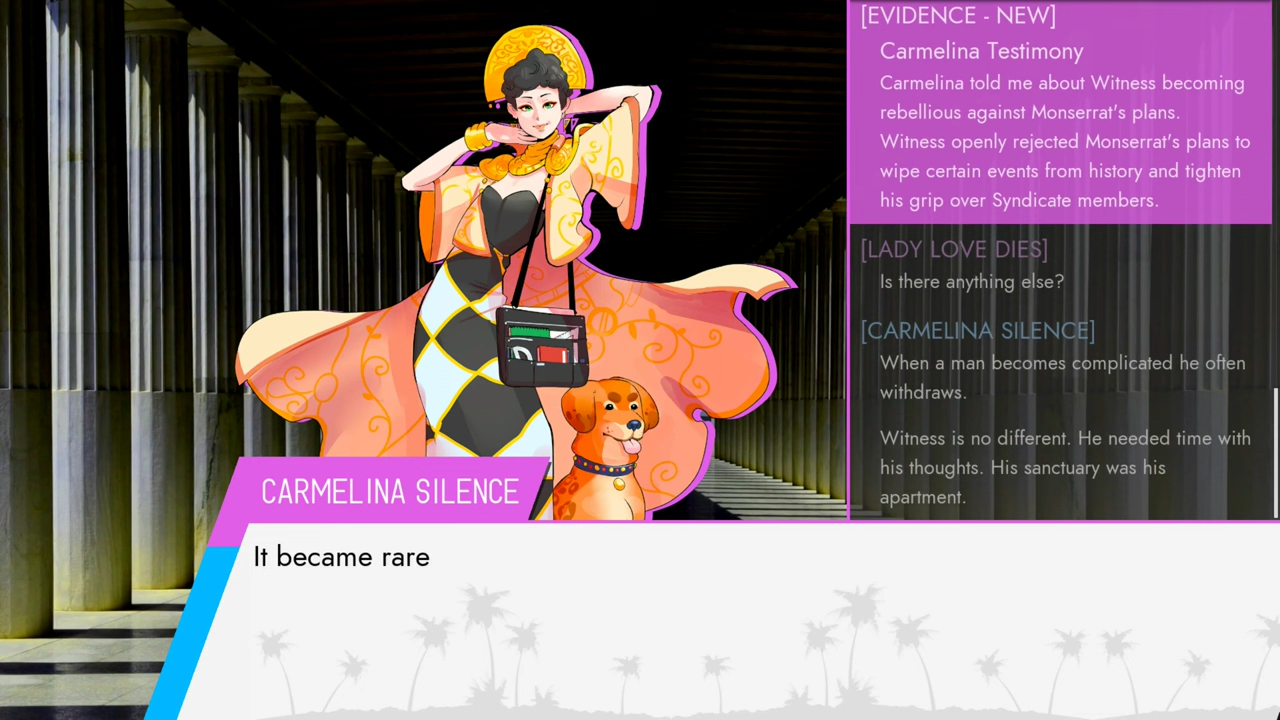 [EVIDENCE - NEW]
Carmelina Testimony
Carmelina told me about Witness becoming
rebellious against Monserrat's plans.
Witness openly rejected Monserrat's plans to
wipe certain events from history and tighten
his grip over Syndicate members.
[LADY LOVE DIES]
Is there anything else?
[CARMELINA SILENCE]
When a man becomes complicated he often
withdraws.
Witness is no different. He needed time with
his thoughts. His sanctuary was his
apartment.
CARMELINA SILENCE
It became rare